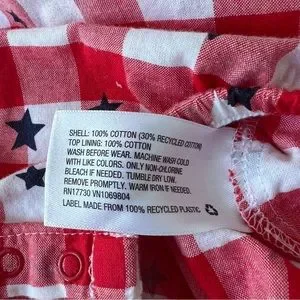 SHELL: 100% COTTON (30% RECYCLED COTTON)
TOP LINING: 100% COTTON
WASH BEFORE WEAR. MACHINE WASH COLD
WITH LIKE COLORS. ONLY NON-CHLORINE
BLEACH IF NEEDED. TUMBLE DRY LOW.
REMOVE PROMPTLY. WARM IRON IF NEEDED.
RN17730 VN1069804
LABEL MADE FROM 100% RECYCLED PLASTIC.